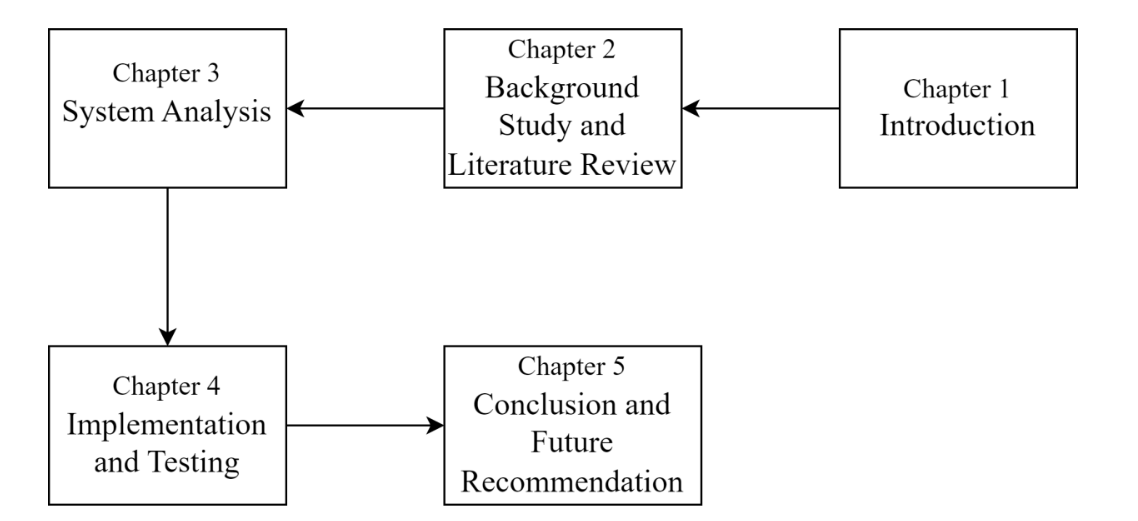 Chapter 1
Introduction
Chapter 2
Background
Study and
Literature Review
Chapter 3
System Analysis
Chapter 4
Implementation
and Testing
Chapter 5
Conclusion and
Future
Recommendation